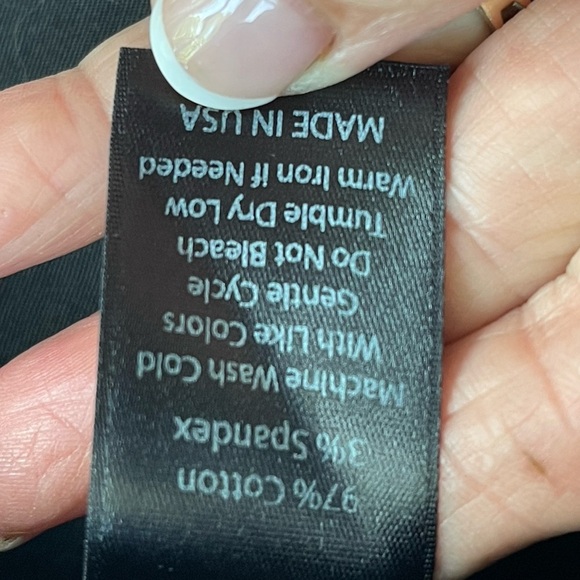 97% Cotton
3% Spandex
Machine Wash Cold
With Like Colors
Gentle Cycle
Do Not Bleach
Tumble Dry Low
Warm Iron if Needed
MADE IN USA